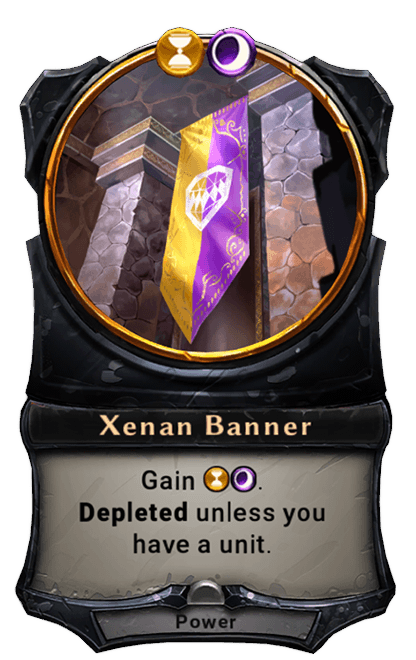 Xenan Banner
Gain .
Depleted unless you
have a unit.
Power